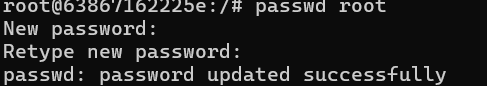 root@63867162225e:/# passwd root
New password:
Retype new password:
passwd: password updated successfully